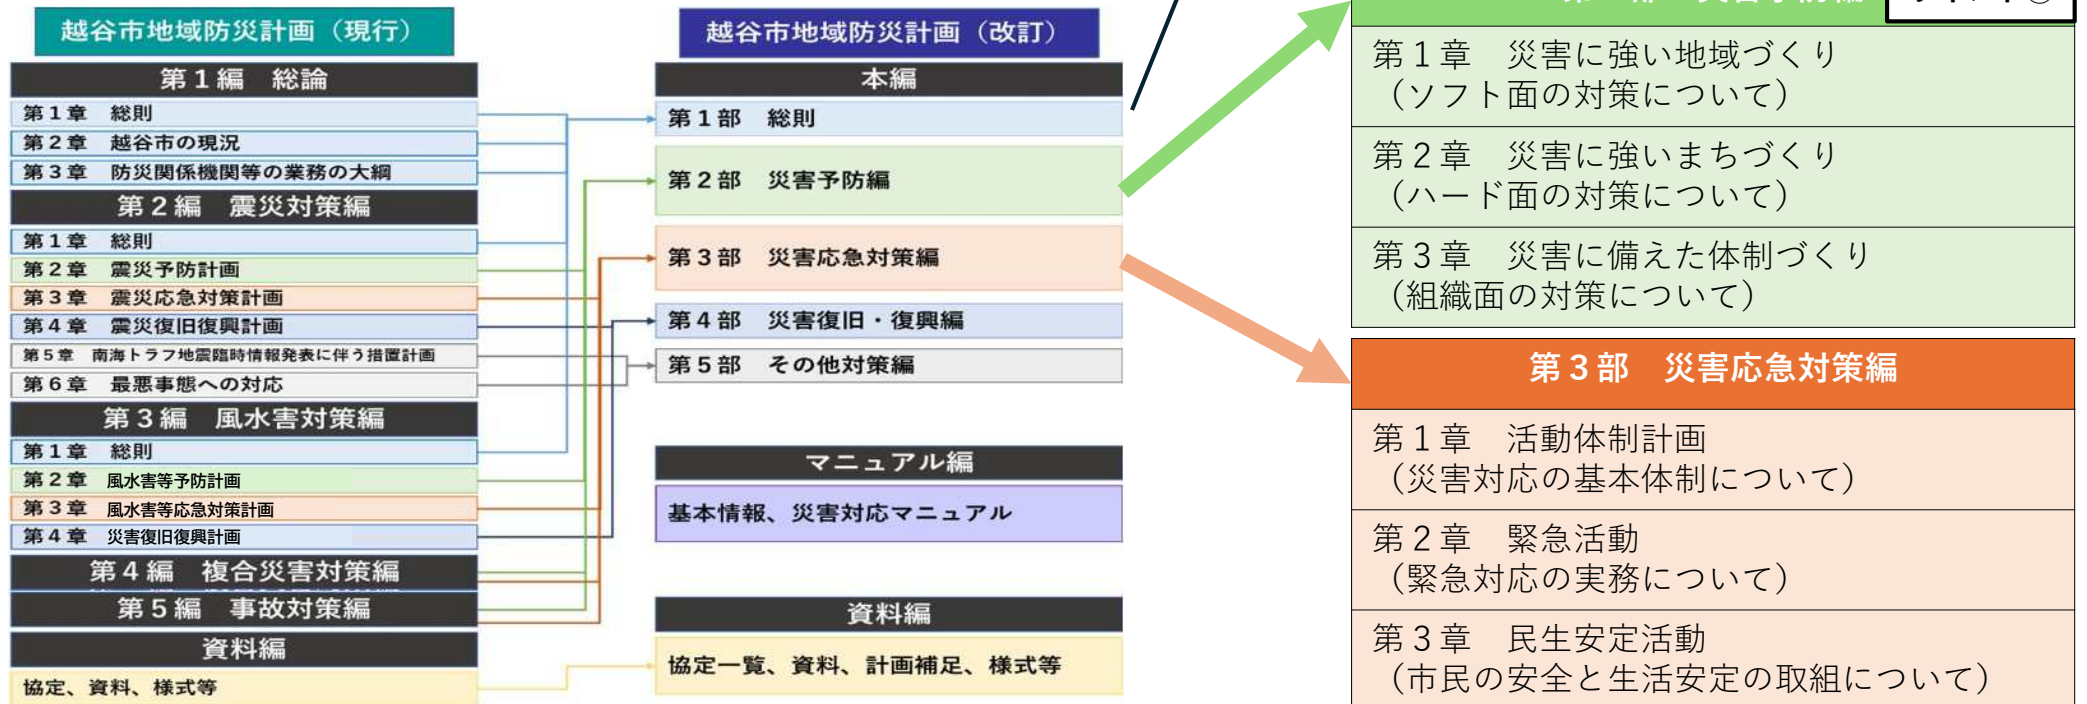 越谷市地域防災計画（現行）
第１編　総論
第１章　総則
第２章　越谷市の現況
第３章　防災関係機関等の業務の大綱
第２編　震災対策編
第１章　総則
第２章　震災予防計画
第３章　震災応急対策計画
第４章　震災復旧復興計画
第５章　南海トラフ地震臨時情報発表に伴う措置計画
第６章　最悪事態への対応
第３編　風水害対策編
第１章　総則
第２章　風水害等予防計画
第３章　風水害等応急対策計画
第４章　災害復旧復興計画
第４編　複合災害対策編
第５編　事故対策編
資料編
協定、資料、様式等
越谷市地域防災計画（改訂）
本編
第１部　総則
第２部　災害予防編
第３部　災害応急対策編
第４部　災害復旧・復興編
第５部　その他対策編
マニュアル編
基本情報、災害対応マニュアル
資料編
協定一覧、資料、計画補足、様式等
第１章　災害に強い地域づくり
（ソフト面の対策について）
第２章　災害に強いまちづくり
（ハード面の対策について）
第３章　災害に備えた体制づくり
（組織面の対策について）
第３部　災害応急対策編
第１章　活動体制計画
（災害対応の基本体制について）
第２章　緊急活動
（緊急対応の実務について）
第３章　民生安定活動
（市民の安全と生活安定の取組について）